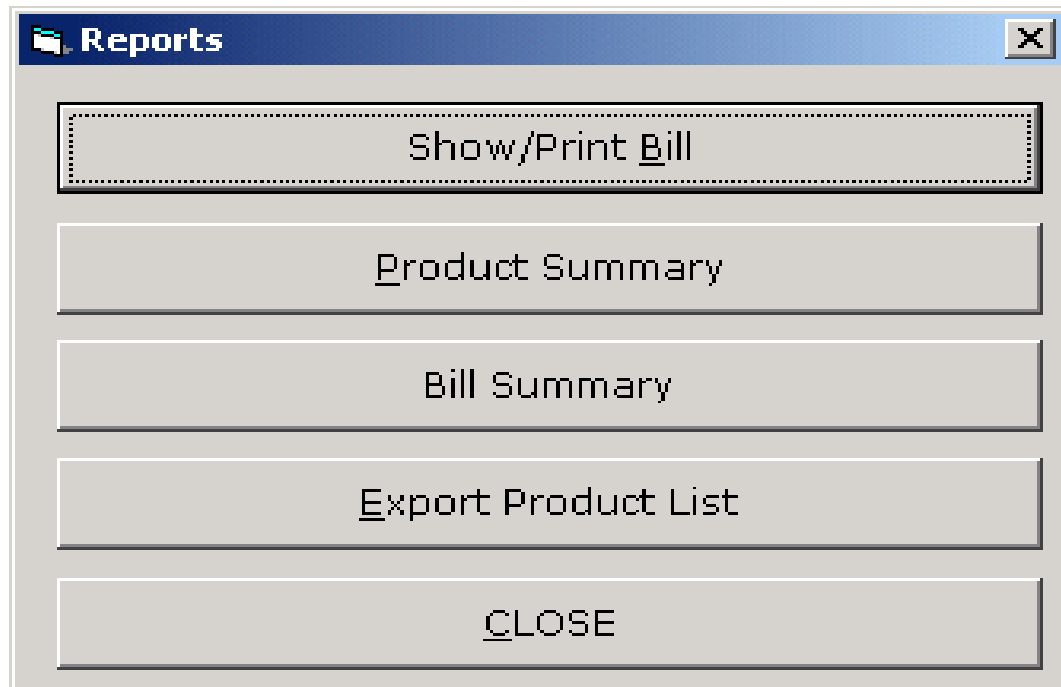 Reports
Show/Print Bill
Product Summary
Bill Summary
Export Product List
CLOSE